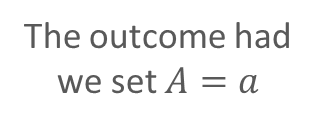 The outcome had
we set A = a